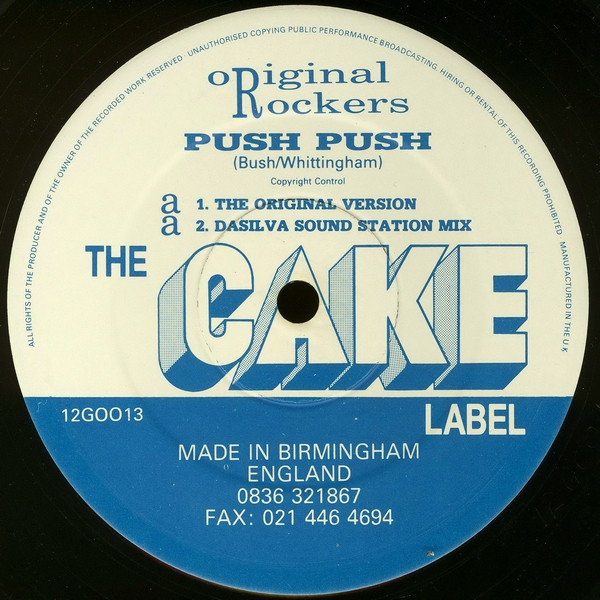 ALL RIGHTS OF THE PRODUCER AND OF THE OWNER OF THE RECORDED WORK RESERVED · UNAUTHORISED COPYING PUBLIC PERFORMANCE BROADCASTING, HIRING OR RENTAL OF THIS RECORDING PROHIBITED · MANUFACTURED IN THE U.K
oRiginal
Rockers
PUSH PUSH
(Bush/Whittingham)
Copyright Control
a 1. THE ORIGINAL VERSION
a 2. DASILVA SOUND STATION MIX
THE CAKE
12GOO13 LABEL
MADE IN BIRMINGHAM
ENGLAND
0836 321867
FAX: 021 446 4694